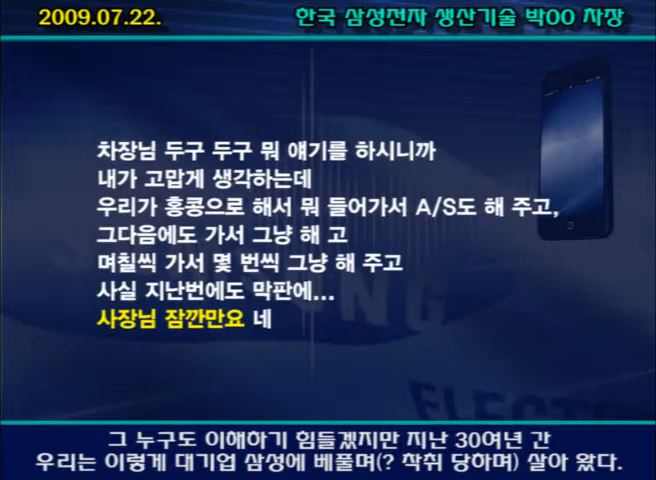 2009.07.22.
한국 삼성전자 생산기술 박OO 차장
차장님 두구 두구 뭐 얘기를 하시니까
내가 고맙게 생각하는데
우리가 홍콩으로 해서 뭐 들어가서 A/S도 해 주고,
그다음에도 가서 그냥 해 고
며칠씩 가서 몇 번씩 그냥 해 주고
사실 지난번에도 막판에...
사장님 잠깐만요 네
그 누구도 이해하기 힘들겠지만 지난 30여년 간
우리는 이렇게 대기업 삼성에 베풀며(? 착취 당하며) 살아 왔다.